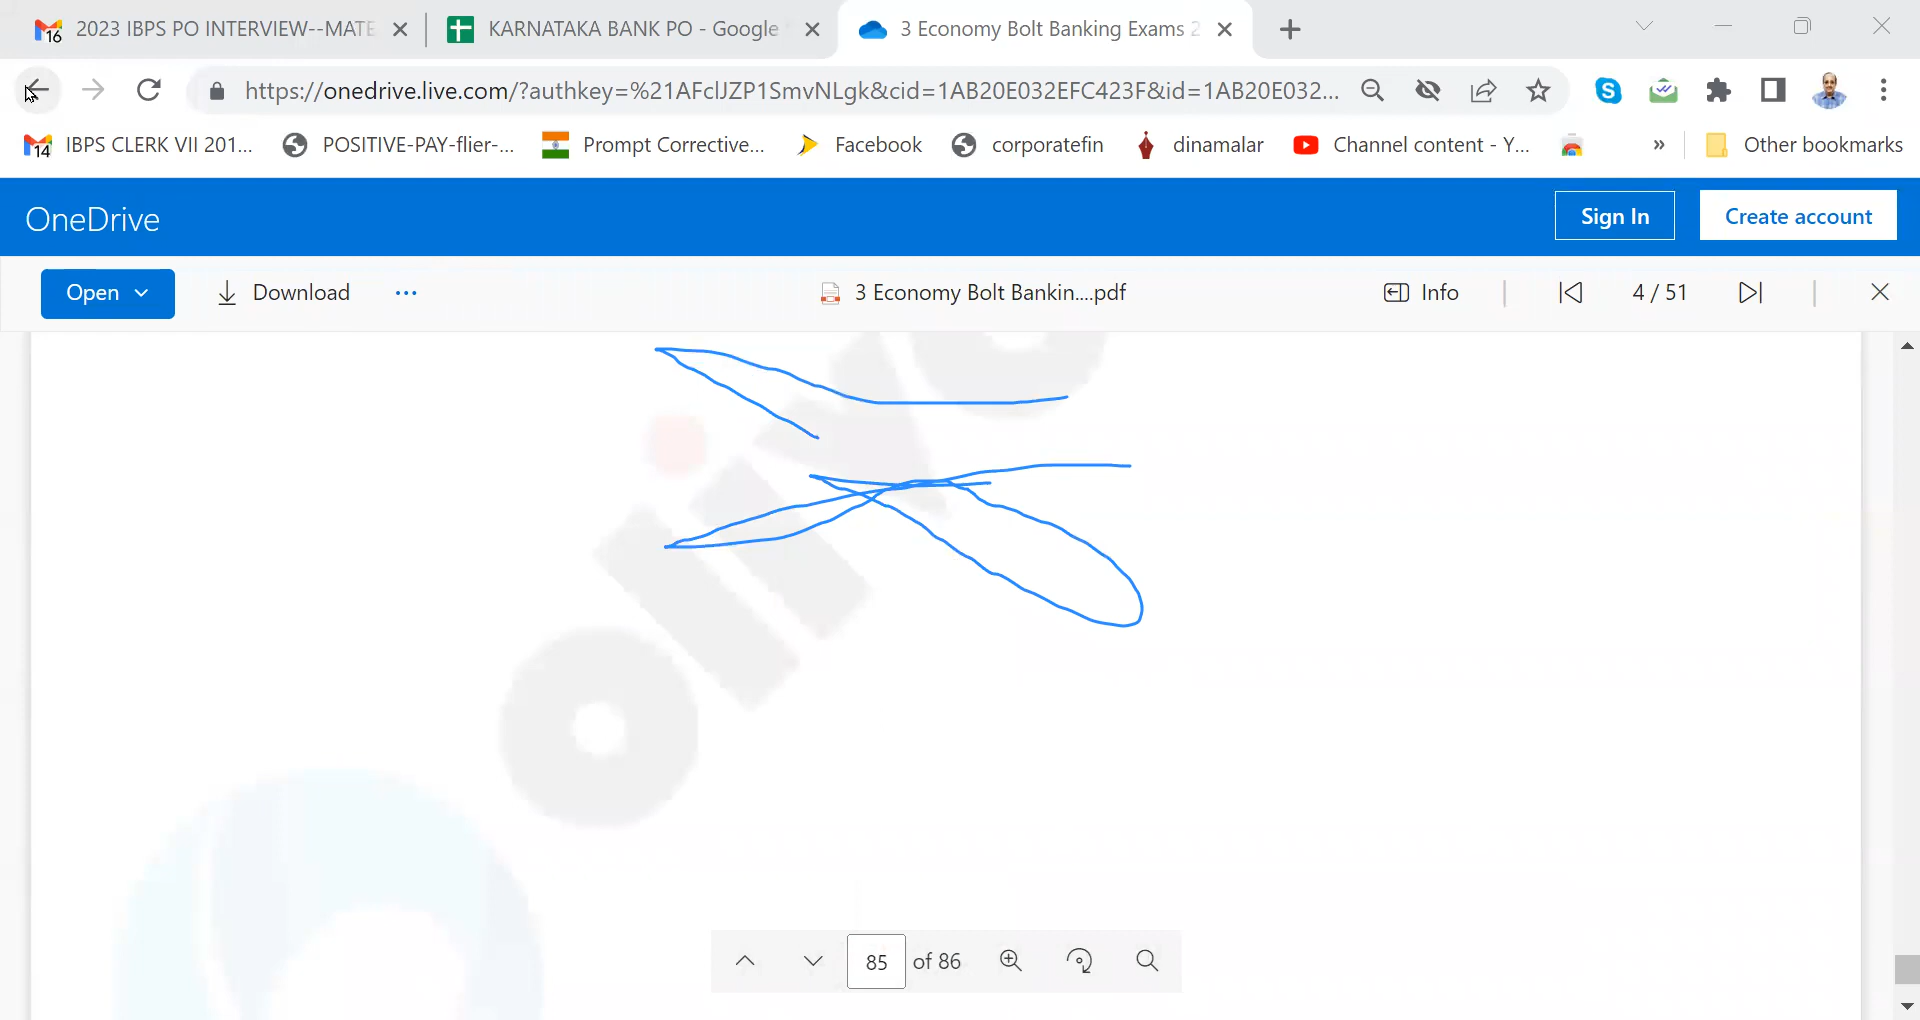 2023 IBPS PO INTERVIEW--MATE
KARNATAKA BANK PO - Google
3 Economy Bolt Banking Exams 2
https://onedrive.live.com/?authkey=%21AFclJZP1SmvNLgk&cid=1AB20E032EFC423F&id=1AB20E032...
IBPS CLERK VII 201...
POSITIVE-PAY-flier-...
Prompt Corrective...
Facebook
corporatefin
dinamalar
Channel content - Y...
»
Other bookmarks
OneDrive
Sign In
Create account
Open
Download
...
3 Economy Bolt Bankin....pdf
Info
4 / 51
85 of 86